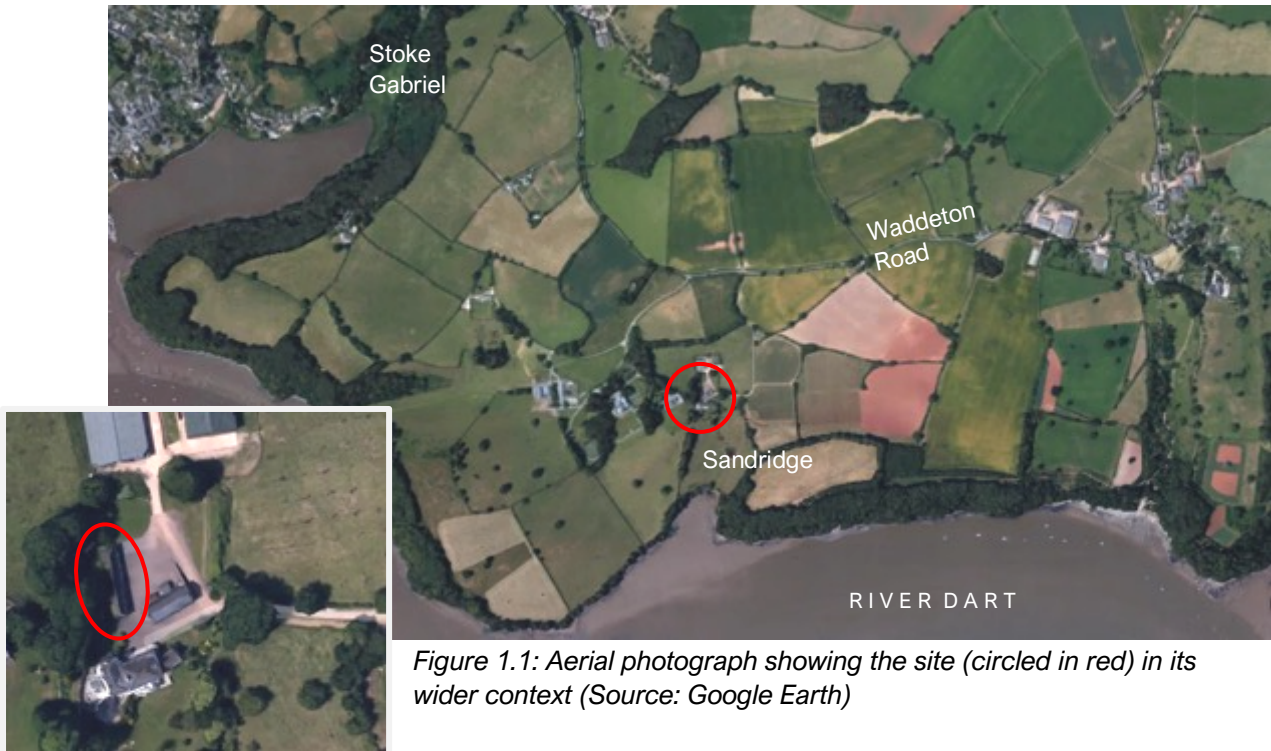 Stoke
Gabriel
Waddeton
Road
Sandridge
RIVER DART
Figure 1.1: Aerial photograph showing the site (circled in red) in its
wider context (Source: Google Earth)